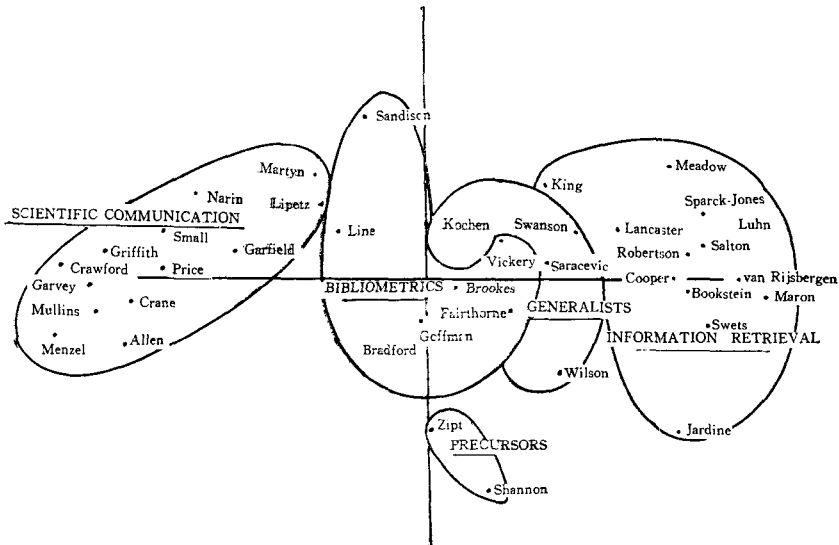 Sandison
Martyn
Meadow
King
Narin
Lipetz
Sparck-Jones
SCIENTIFIC COMMUNICATION
Kochen
Swanson
Luhn
Small
Line
Lancaster
Griffith
Garfield
Robertson
Salton
Crawford
Price
Vickery
Saracevic
Garvey
BIBLIOMETRICS
Brookes
Cooper
van Rijsbergen
Bookstein
Maron
Mullins
Crane
Fairthorne
GENERALISTS
Menzel
Allen
Bradford
Goffman
Swets
INFORMATION RETRIEVAL
Wilson
Zipf
Jardine
PRECURSORS
Shannon